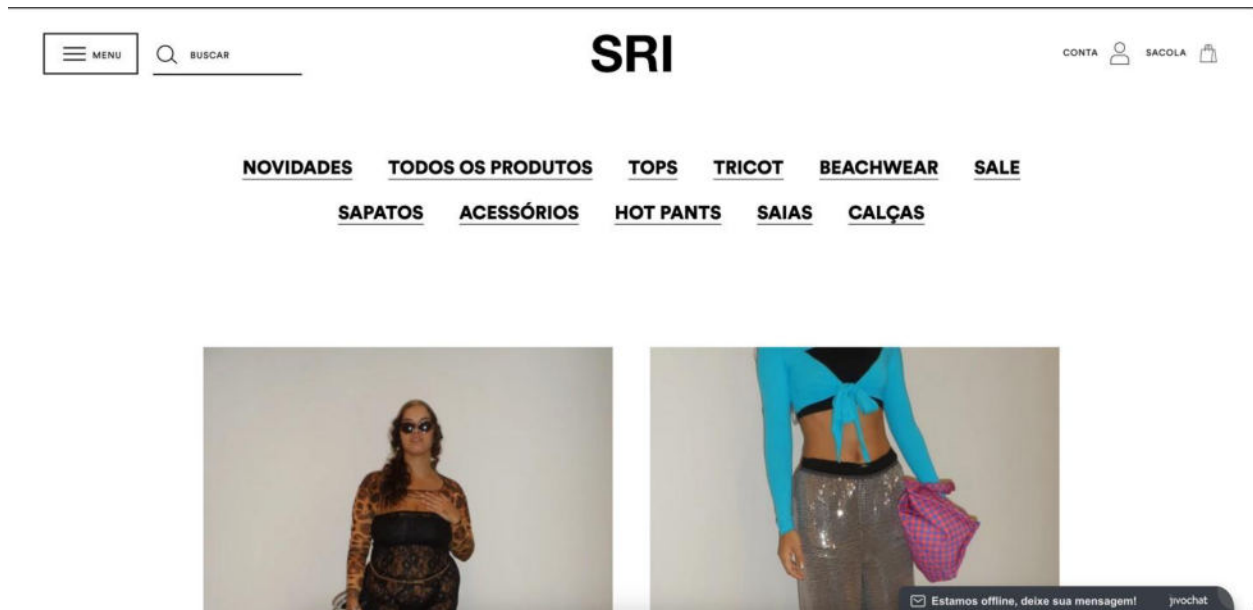 MENU
BUSCAR
SRI
CONTA
SACOLA
NOVIDADES TODOS OS PRODUTOS TOPS TRICOT BEACHWEAR SALE
SAPATOS ACESSÓRIOS HOT PANTS SAIAS CALÇAS
Estamos offline, deixe sua mensagem! jivochat